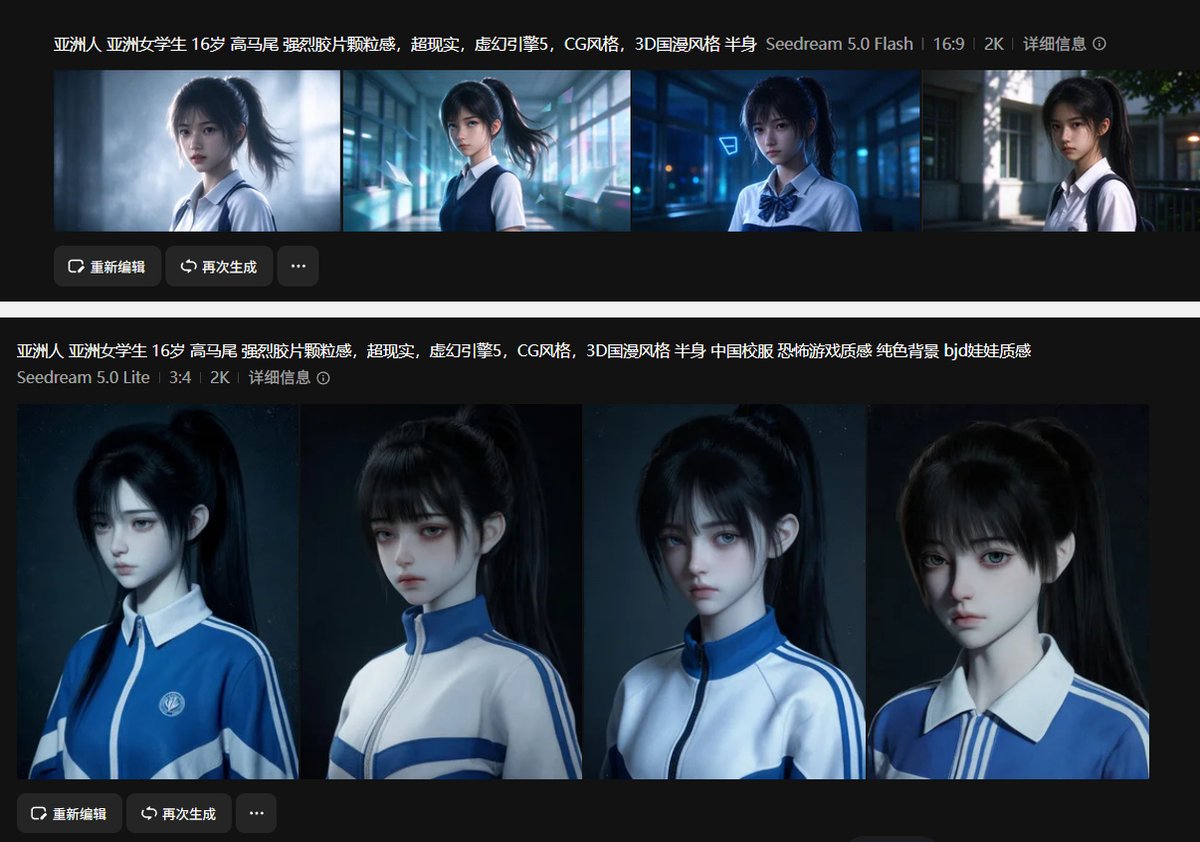 亚洲人 亚洲女学生 16岁 高马尾 强烈胶片颗粒感，超现实，虚幻引擎5，CG风格，3D国漫风格 半身 Seedream 5.0 Flash | 16:9 | 2K | 详细信息
重新编辑 再次生成 ...
亚洲人 亚洲女学生 16岁 高马尾 强烈胶片颗粒感，超现实，虚幻引擎5，CG风格，3D国漫风格 半身 中国校服 恐怖游戏质感 纯色背景 bjd娃娃质感
Seedream 5.0 Lite | 3:4 | 2K | 详细信息
重新编辑 再次生成 ...